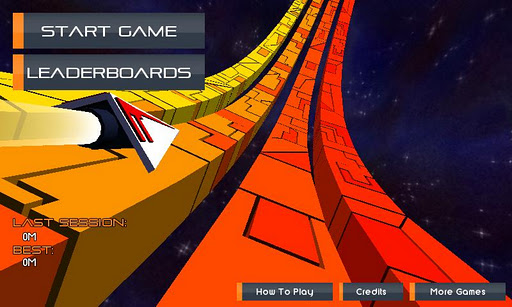 START GAME
LEADERBOARDS
LAST SESSION:
0M
BEST:
0M
How To Play
Credits
More Games